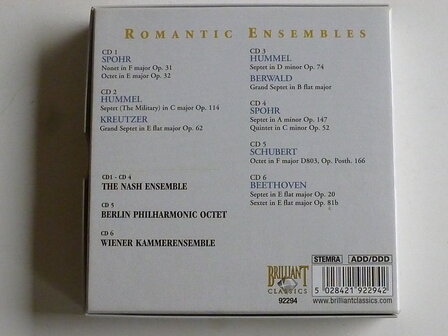 ROMANTIC ENSEMBLES
CD 1
SPOHR
Nonet in F major Op. 31
Octet in E major Op. 32
CD 2
HUMMEL
Septet (The Military) in C major Op. 114
KREUTZER
Grand Septet in E flat major Op. 62
CD1 - CD 4
THE NASH ENSEMBLE
CD 5
BERLIN PHILHARMONIC OCTET
CD 6
WIENER KAMMERENSEMBLE
CD 3
HUMMEL
Septet in D minor Op. 74
BERWALD
Grand Septet in B flat major
CD 4
SPOHR
Septet in A minor Op. 147
Quintet in C minor Op. 52
CD 5
SCHUBERT
Octet in F major D803, Op. Posth. 166
CD 6
BEETHOVEN
Septet in E flat major Op. 20
Sextet in E flat major Op. 81b
BRILLIANT
CLASSICS
92294
STEMRA
ADD/DDD
5 028421 922942
www.brilliantclassics.com